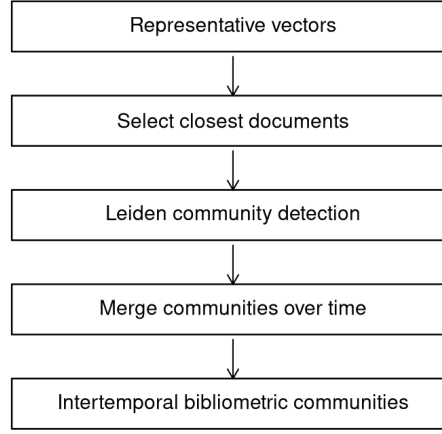 Representative vectors
Select closest documents
Leiden community detection
Merge communities over time
Intertemporal bibliometric communities